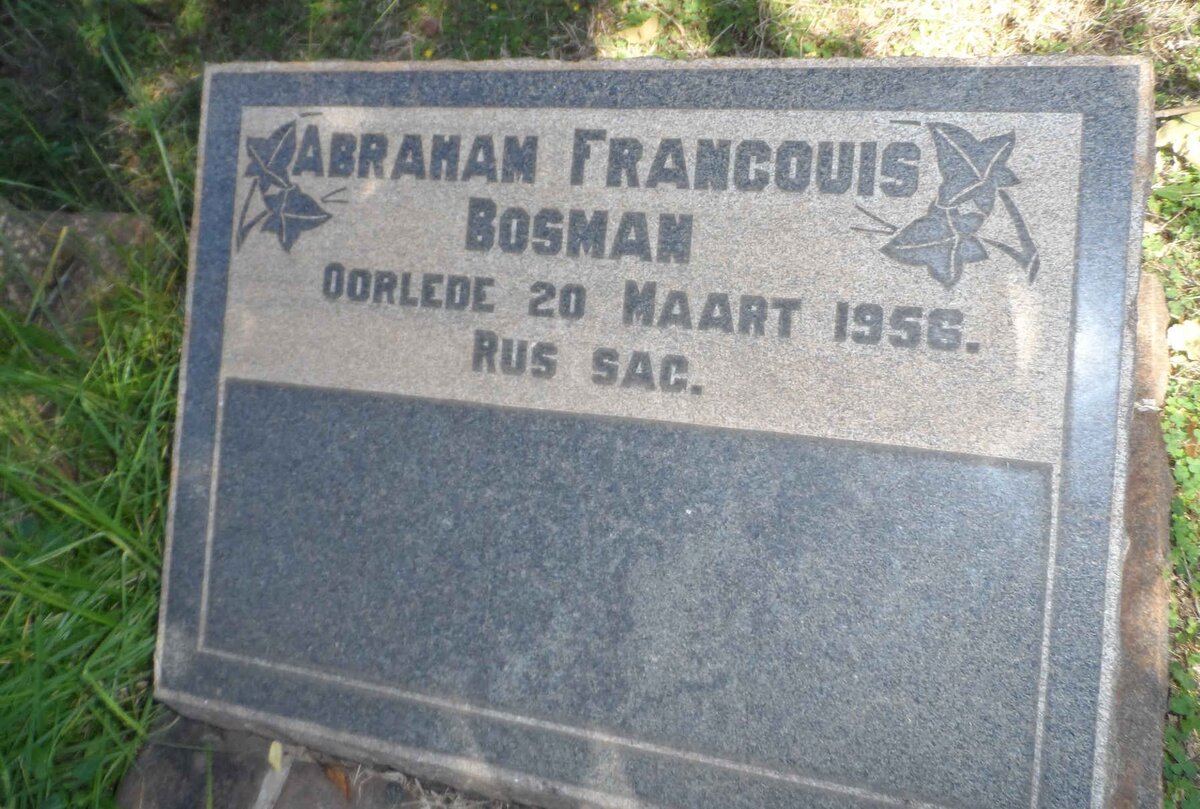 ABRAHAM FRANCOUIS
BOSMAN
OORLEDE 20 MAART 1956.
RUS SAG.